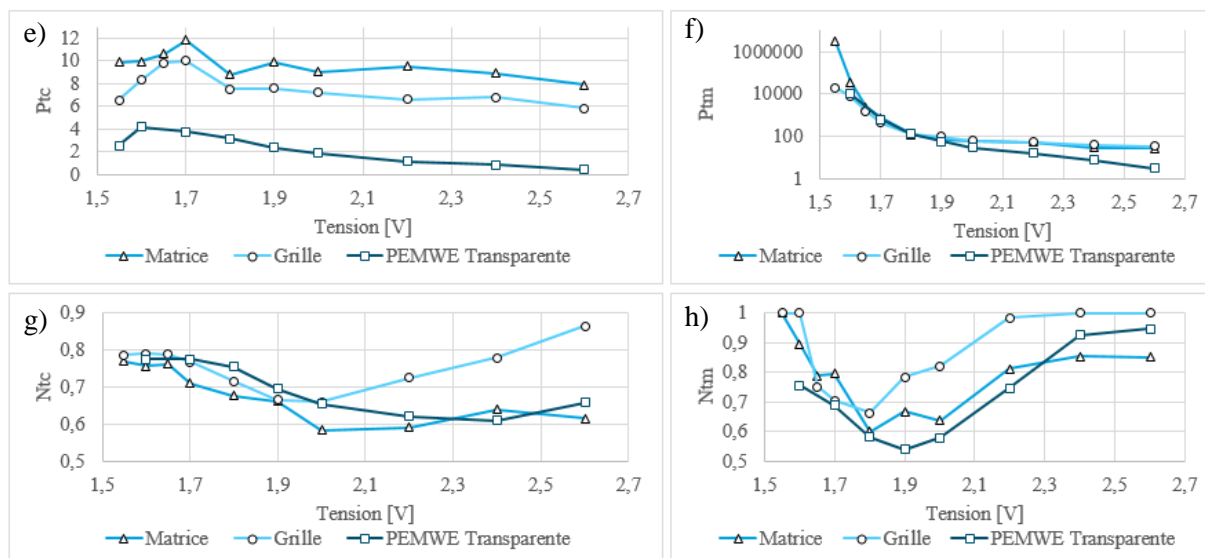 e)
Ptc
12
10
8
6
4
2
0
1,5 1,7 1,9 2,1 2,3 2,5 2,7
Tension [V]
Matrice Grille PEMWE Transparente
f)
Ptm
1000000
10000
100
1
1,5 1,7 1,9 2,1 2,3 2,5 2,7
Tension [V]
Matrice Grille PEMWE Transparente
g)
Ntc
0,9
0,8
0,7
0,6
0,5
1,5 1,7 1,9 2,1 2,3 2,5 2,7
Tension [V]
Matrice Grille PEMWE Transparente
h)
Ntm
1
0,9
0,8
0,7
0,6
0,5
1,5 1,7 1,9 2,1 2,3 2,5 2,7
Tension [V]
Matrice Grille PEMWE Transparente